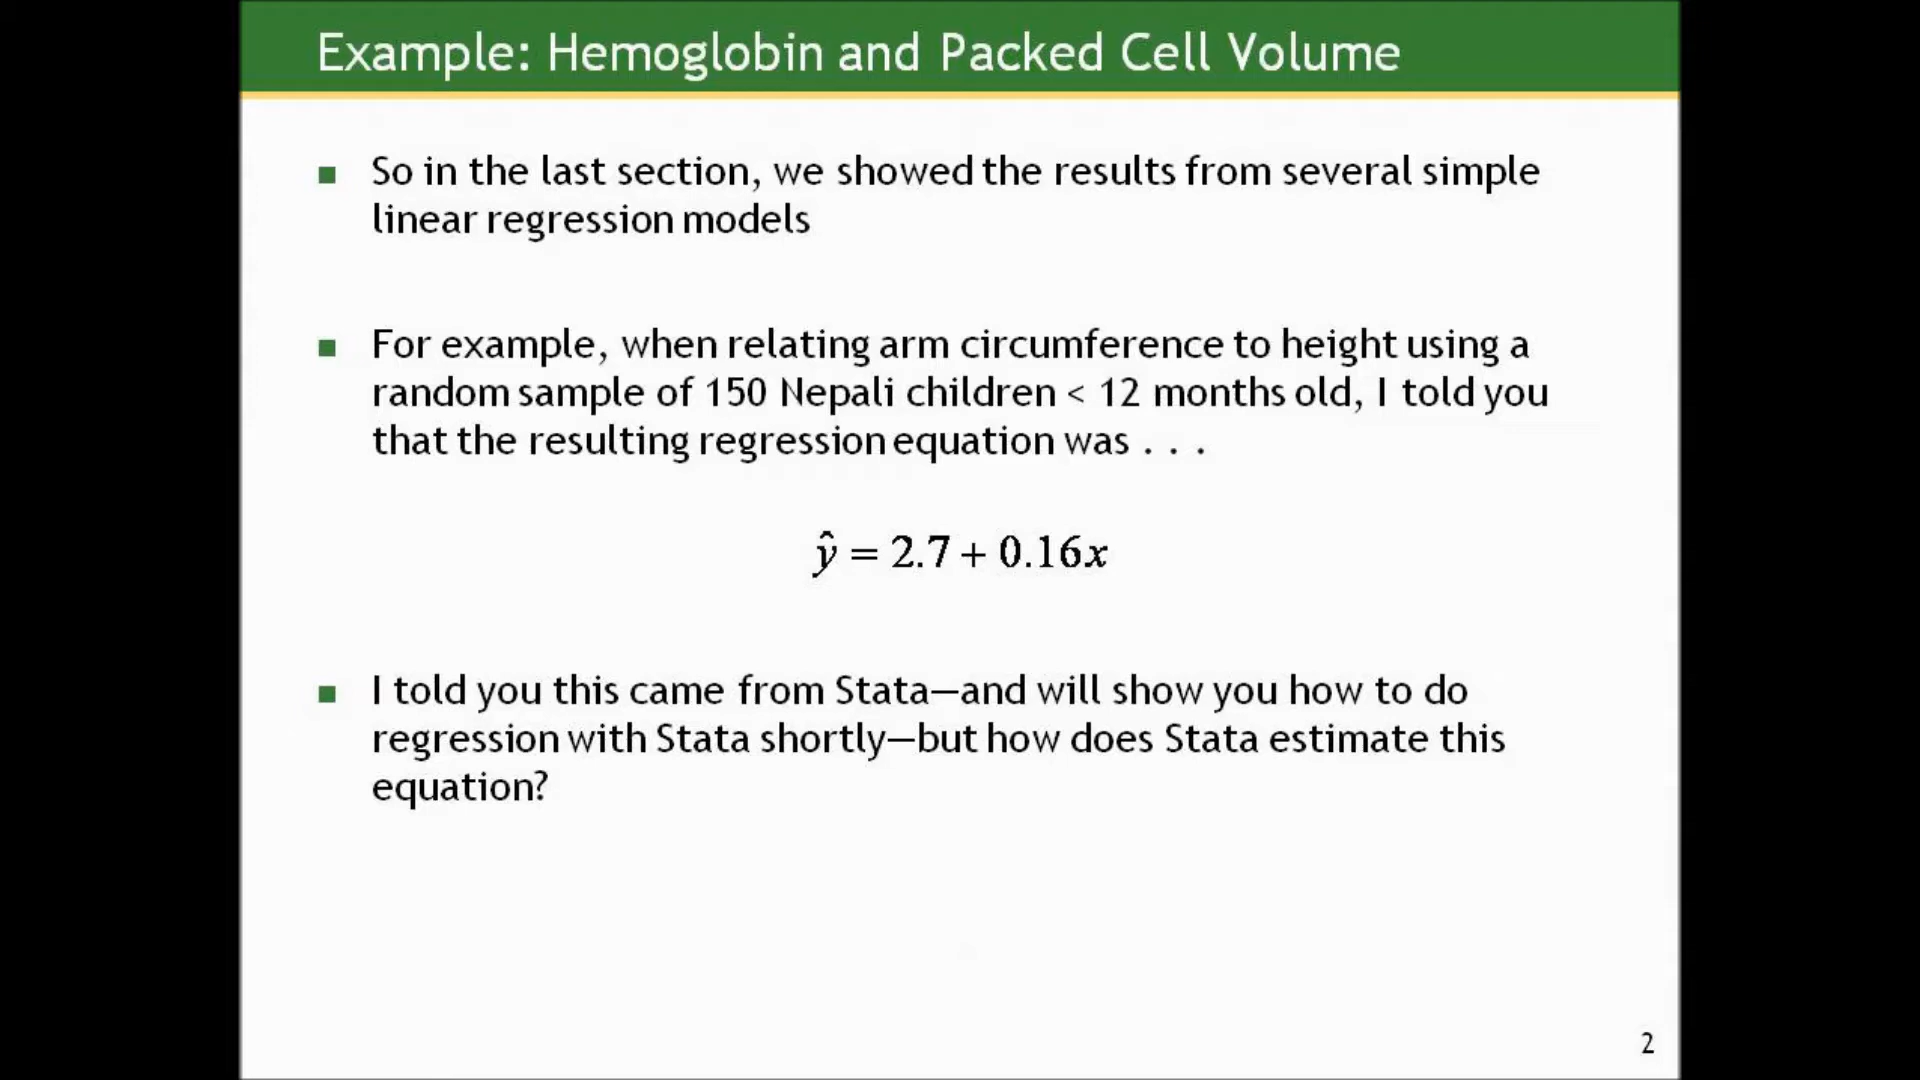 Example: Hemoglobin and Packed Cell Volume
■ So in the last section, we showed the results from several simple
linear regression models
■ For example, when relating arm circumference to height using a
random sample of 150 Nepali children < 12 months old, I told you
that the resulting regression equation was . . .
ŷ = 2.7 + 0.16x
■ I told you this came from Stata—and will show you how to do
regression with Stata shortly—but how does Stata estimate this
equation?
2